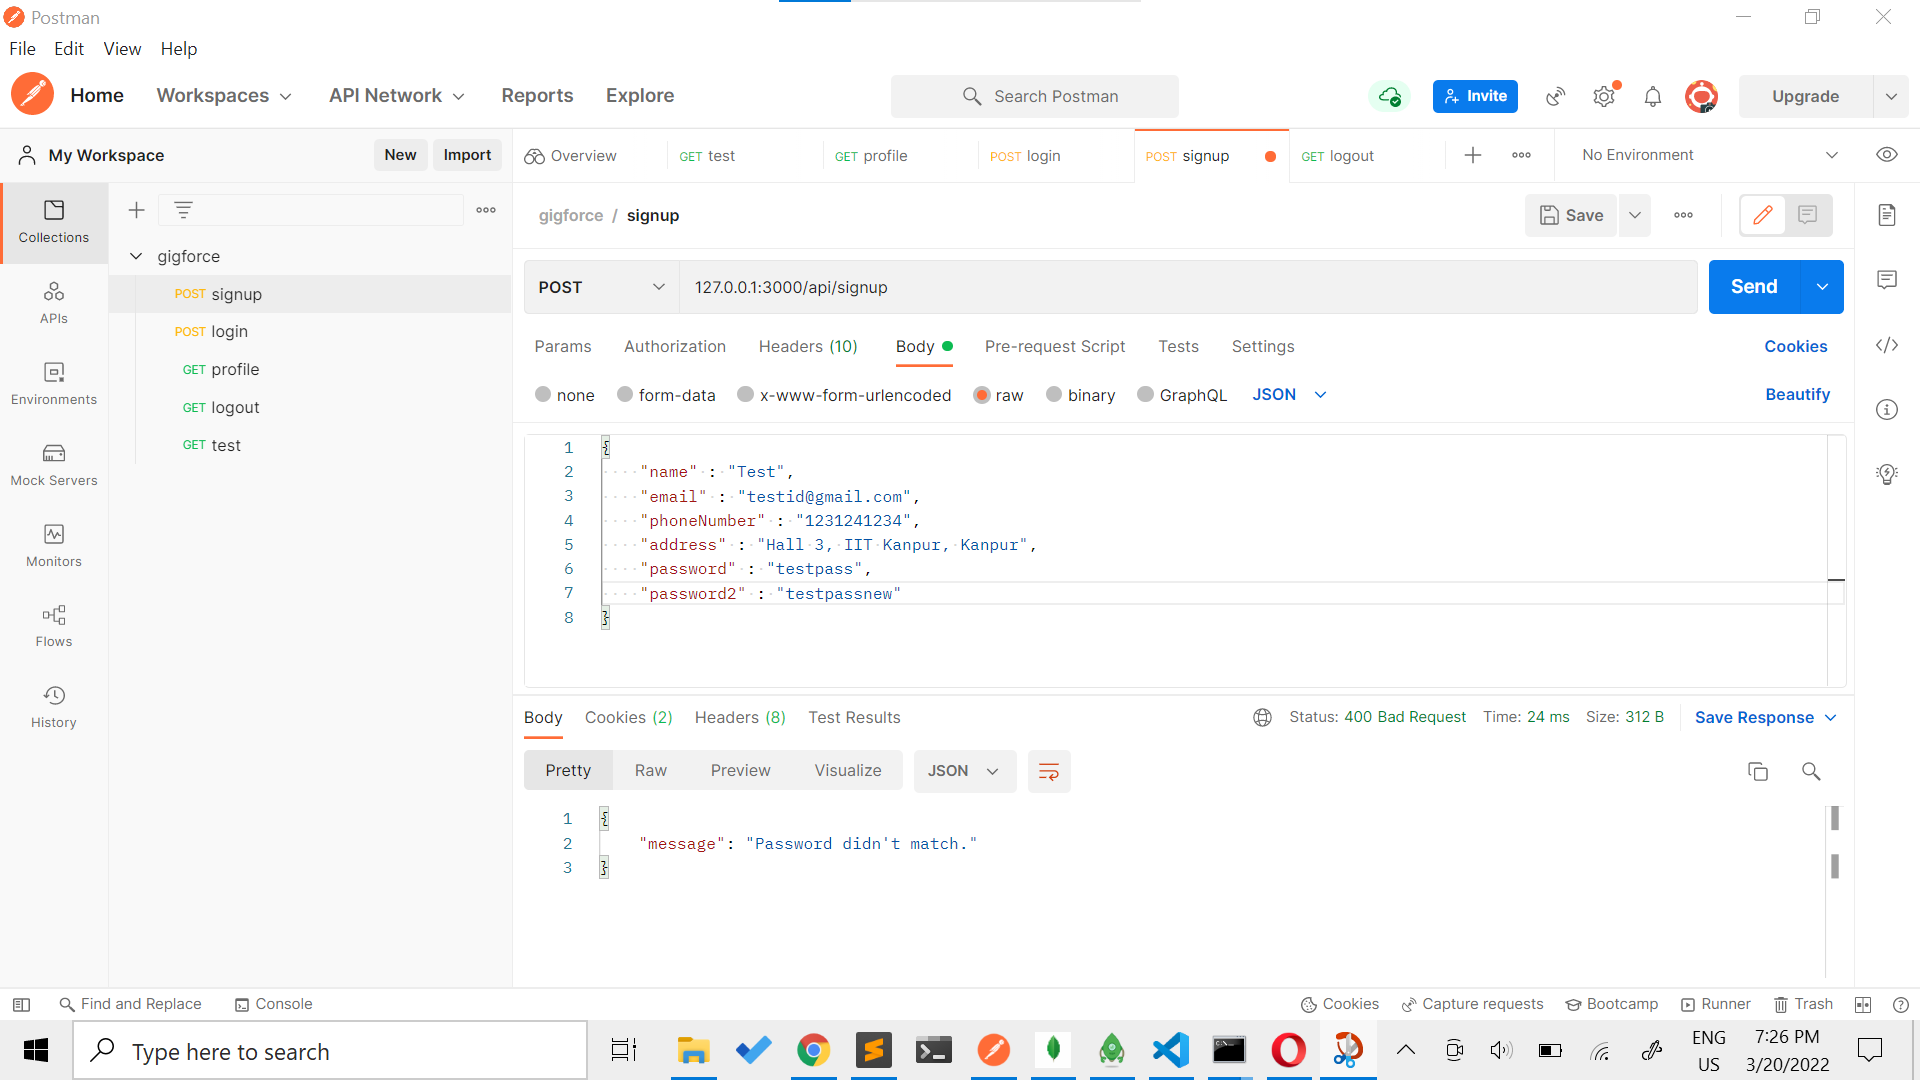 Postman
File Edit View Help
Home Workspaces API Network Reports Explore Search Postman Invite Upgrade
My Workspace New Import Overview GET test GET profile POST login POST signup GET logout No Environment
Collections
APIs
Environments
Mock Servers
Monitors
Flows
History
gigforce
POST signup
POST login
GET profile
GET logout
GET test
gigforce / signup Save
POST 127.0.0.1:3000/api/signup Send
Params Authorization Headers (10) Body Pre-request Script Tests Settings Cookies
none form-data x-www-form-urlencoded raw binary GraphQL JSON Beautify
1 {
2 "name" : "Test",
3 "email" : "testid@gmail.com",
4 "phoneNumber" : "1231241234",
5 "address" : "Hall 3, IIT Kanpur, Kanpur",
6 "password" : "testpass",
7 "password2" : "testpassnew"
8 }
Body Cookies (2) Headers (8) Test Results Status: 400 Bad Request Time: 24 ms Size: 312 B Save Response
Pretty Raw Preview Visualize JSON
1 {
2 "message": "Password didn't match."
3 }
Find and Replace Console Cookies Capture requests Bootcamp Runner Trash
Type here to search
ENG
US
7:26 PM
3/20/2022